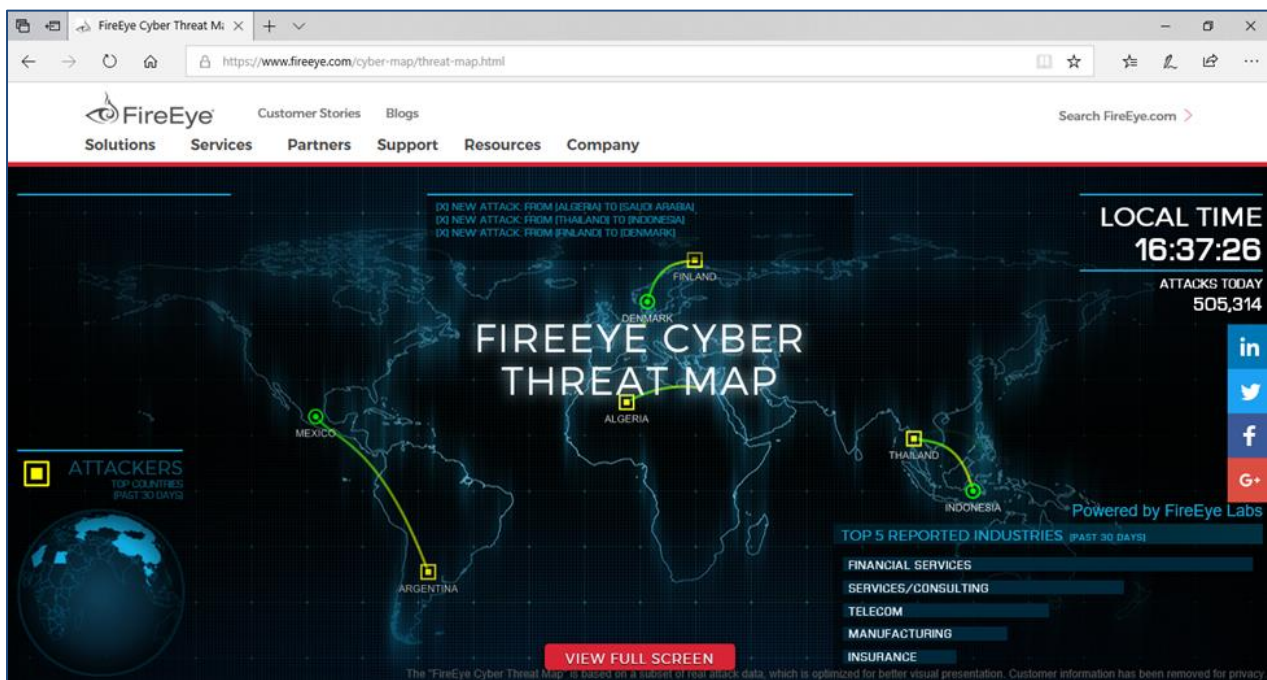 FireEye Cyber Threat Ma
https://www.fireeye.com/cyber-map/threat-map.html
FireEye
Customer Stories Blogs
Search FireEye.com
Solutions Services Partners Support Resources Company
[X] NEW ATTACK: FROM [ALGERIA] TO [SAUDI ARABIA]
[X] NEW ATTACK: FROM [THAILAND] TO [INDONESIA]
[X] NEW ATTACK: FROM [FINLAND] TO [DENMARK]
LOCAL TIME
16:37:26
ATTACKS TODAY
505,314
FINLAND
DENMARK
FIREEYE CYBER
THREAT MAP
ALGERIA
MEXICO
THAILAND
INDONESIA
ARGENTINA
in
f
G+
ATTACKERS
TOP COUNTRIES
[PAST 30 DAYS]
Powered by FireEye Labs
TOP 5 REPORTED INDUSTRIES [PAST 30 DAYS]
FINANCIAL SERVICES
SERVICES/CONSULTING
TELECOM
MANUFACTURING
INSURANCE
VIEW FULL SCREEN
The "FireEye Cyber Threat Map" is based on a subset of real attack data, which is optimized for better visual presentation. Customer information has been removed for privacy